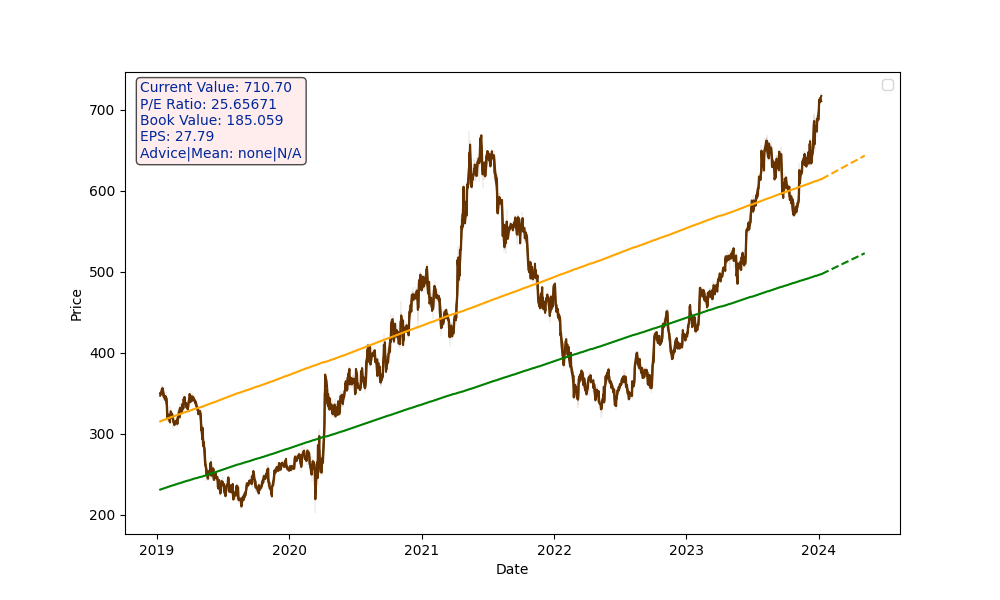 Current Value: 710.70
P/E Ratio: 25.65671
Book Value: 185.059
EPS: 27.79
Advice|Mean: none|N/A
700
600
500
400
300
200
Price
2019 2020 2021 2022 2023 2024
Date